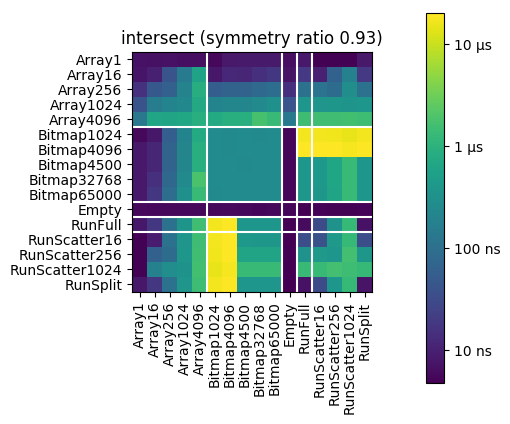 intersect (symmetry ratio 0.93)
Array1
Array16
Array256
Array1024
Array4096
Bitmap1024
Bitmap4096
Bitmap4500
Bitmap32768
Bitmap65000
Empty
RunFull
RunScatter16
RunScatter256
RunScatter1024
RunSplit
Array1
Array16
Array256
Array1024
Array4096
Bitmap1024
Bitmap4096
Bitmap4500
Bitmap32768
Bitmap65000
Empty
RunFull
RunScatter16
RunScatter256
RunScatter1024
RunSplit
10 µs
1 µs
100 ns
10 ns